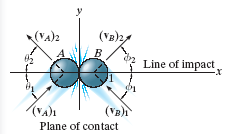 y
(vA)2
(vB)2
θ2
A
B
ϕ2
Line of impact
x
θ1
ϕ1
(vA)1
(vB)1
Plane of contact